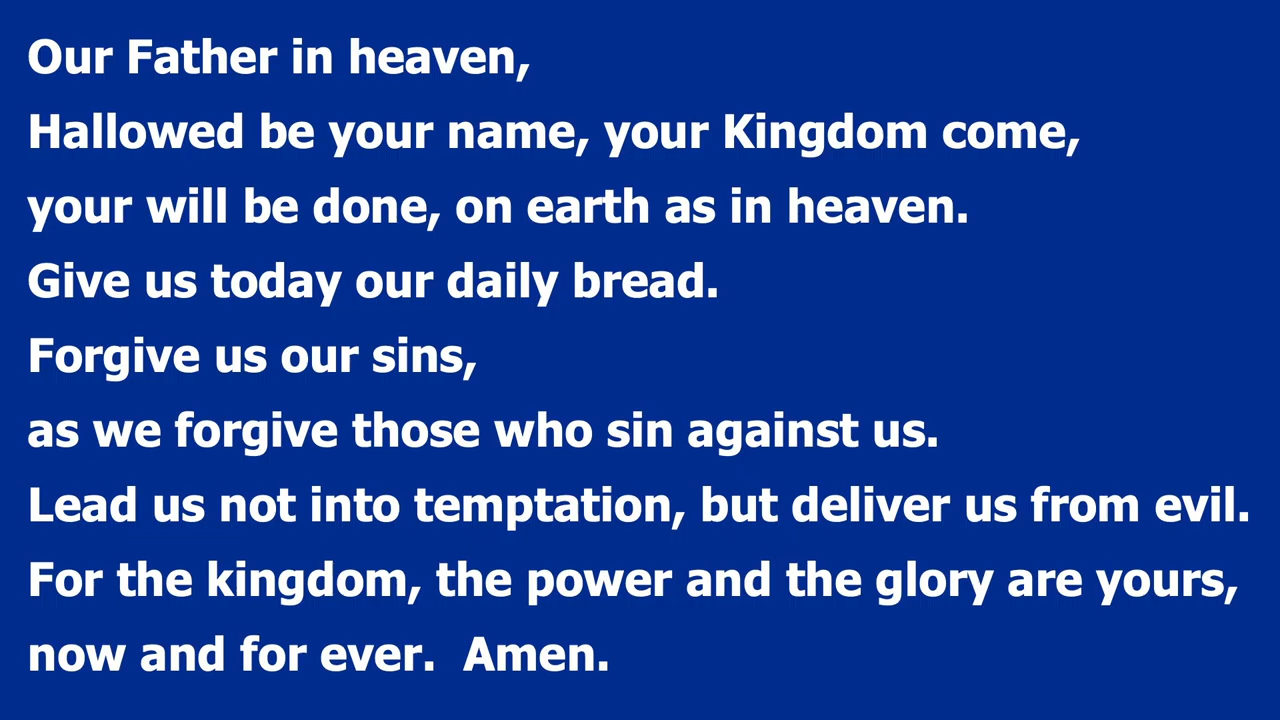 Our Father in heaven,
Hallowed be your name, your Kingdom come,
your will be done, on earth as in heaven.
Give us today our daily bread.
Forgive us our sins,
as we forgive those who sin against us.
Lead us not into temptation, but deliver us from evil.
For the kingdom, the power and the glory are yours,
now and for ever.  Amen.